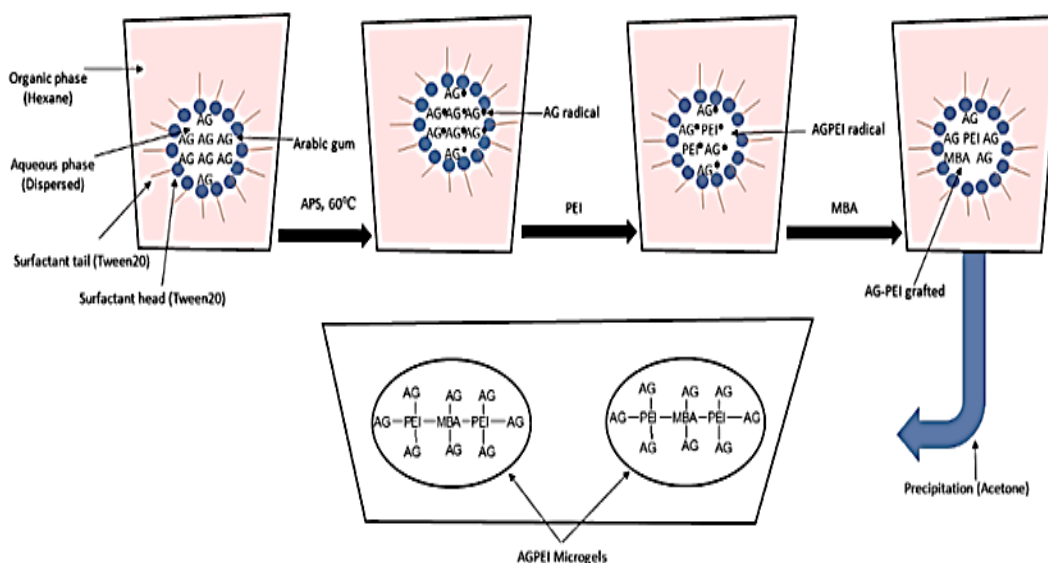 Organic phase
(Hexane)
Aqueous phase
(Dispersed)
Surfactant tail (Tween20)
Surfactant head (Tween20)
AG
AG AG AG
AG AG AG
AG
Arabic gum
APS, 60⁰C
AG•
AG•AG•AG•
AG•AG•AG•
AG •
AG radical
PEI
AG•
AG• PEI•
PEI• AG•
AG•
AGPEI radical
MBA
AG
AG PEI AG
MBA AG
AG-PEI grafted
Precipitation (Acetone)
AG AG AG
AG—PEI—MBA—PEI—AG
AG AG AG
AG AG AG
AG—PEI—MBA—PEI—AG
AG AG AG
AGPEI Microgels